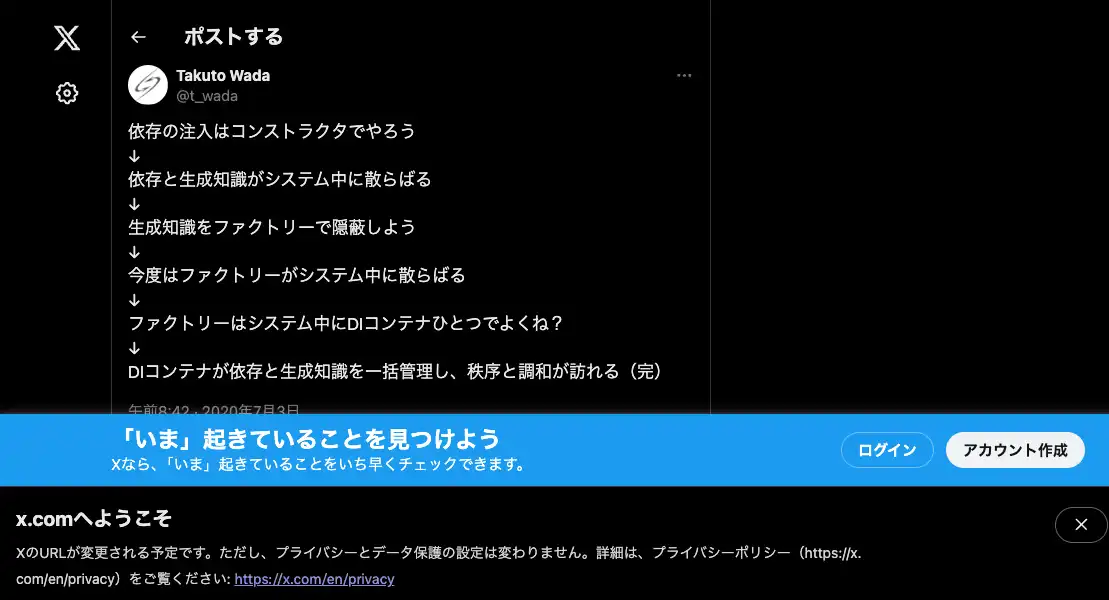 ポストする
Takuto Wada
@t_wada
依存の注入はコンストラクタでやろう
↓
依存と生成知識がシステム中に散らばる
↓
生成知識をファクトリーで隠蔽しよう
↓
今度はファクトリーがシステム中に散らばる
↓
ファクトリーはシステム中にDIコンテナひとつでよくね？
↓
DIコンテナが依存と生成知識を一括管理し、秩序と調和が訪れる（完）
午前8:42 · 2020年7月3日
「いま」起きていることを見つけよう
Xなら、「いま」起きていることをいち早くチェックできます。
ログイン
アカウント作成
x.comへようこそ
XのURLが変更される予定です。ただし、プライバシーとデータ保護の設定は変わりません。詳細は、プライバシーポリシー（https://x.
com/en/privacy）をご覧ください: https://x.com/en/privacy